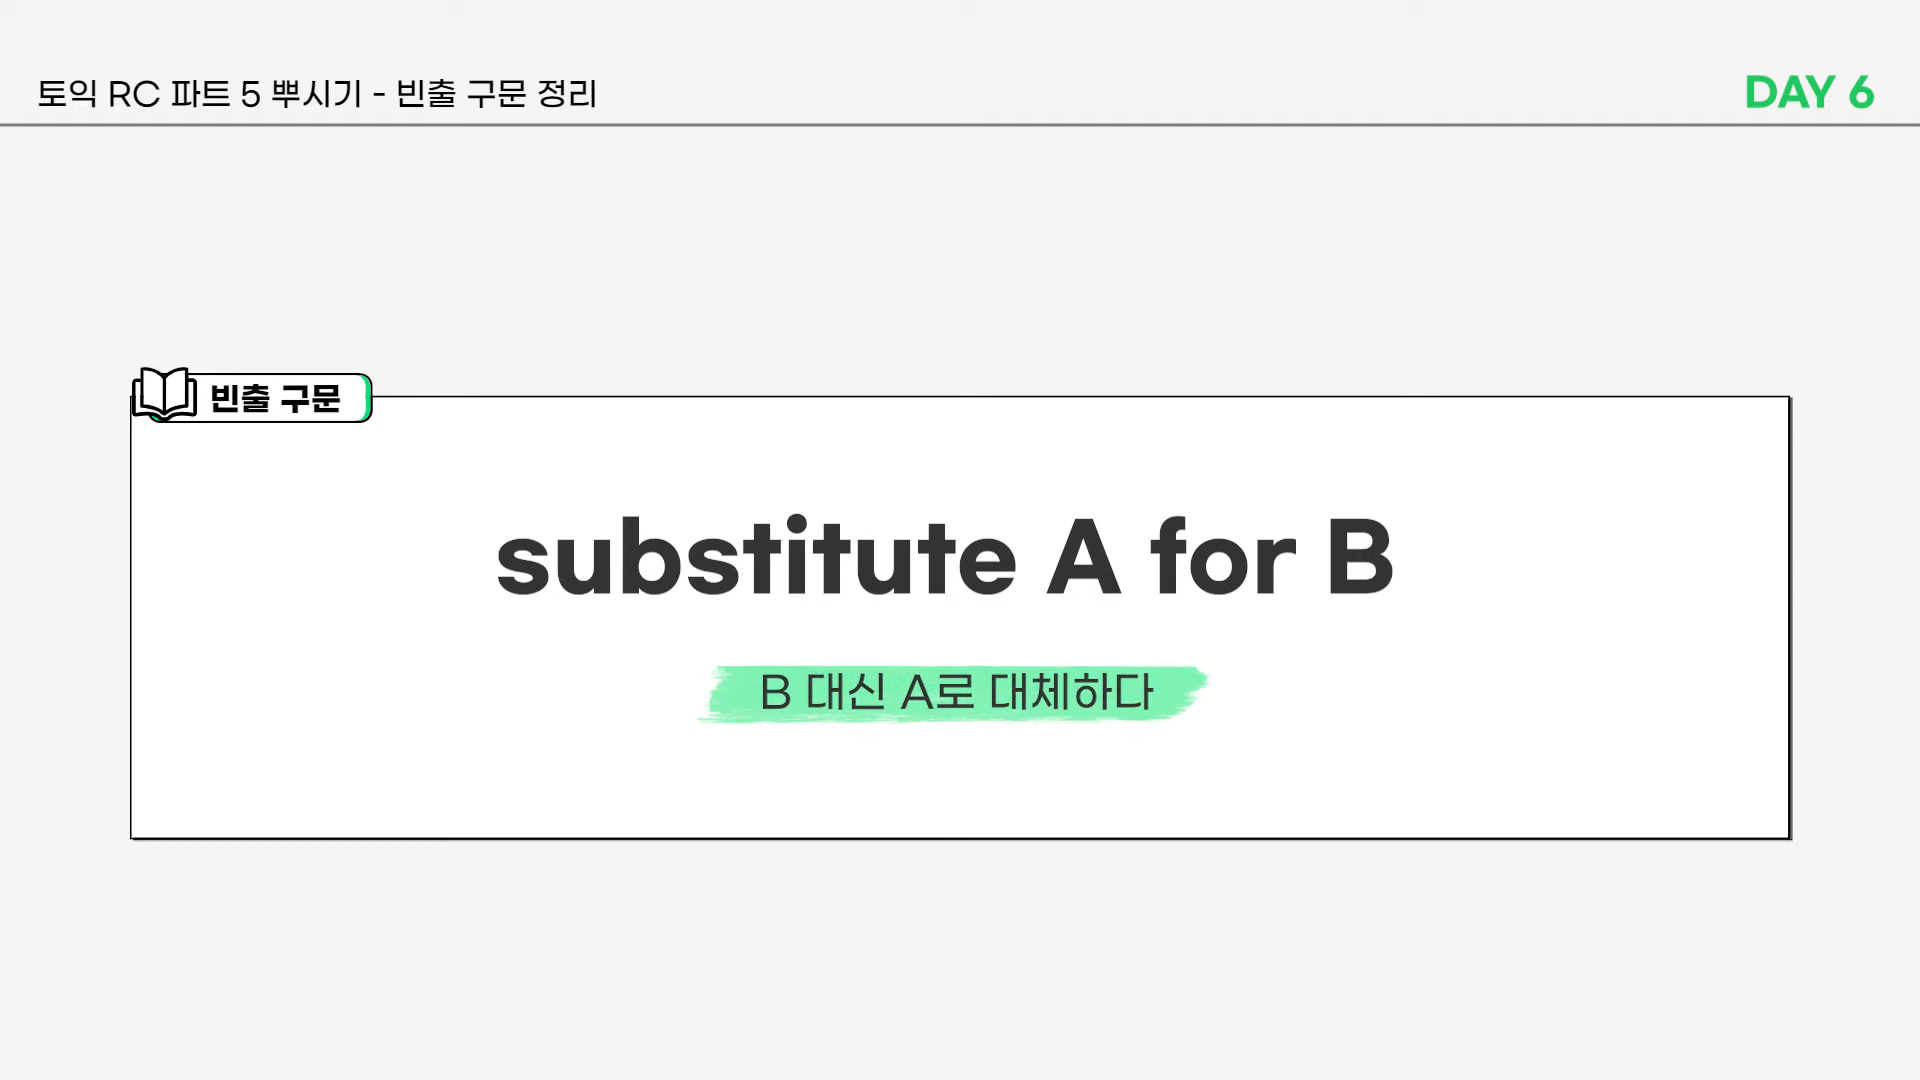 토익 RC 파트 5 뿌시기 - 빈출 구문 정리
DAY 6
빈출 구문
substitute A for B
B 대신 A로 대체하다